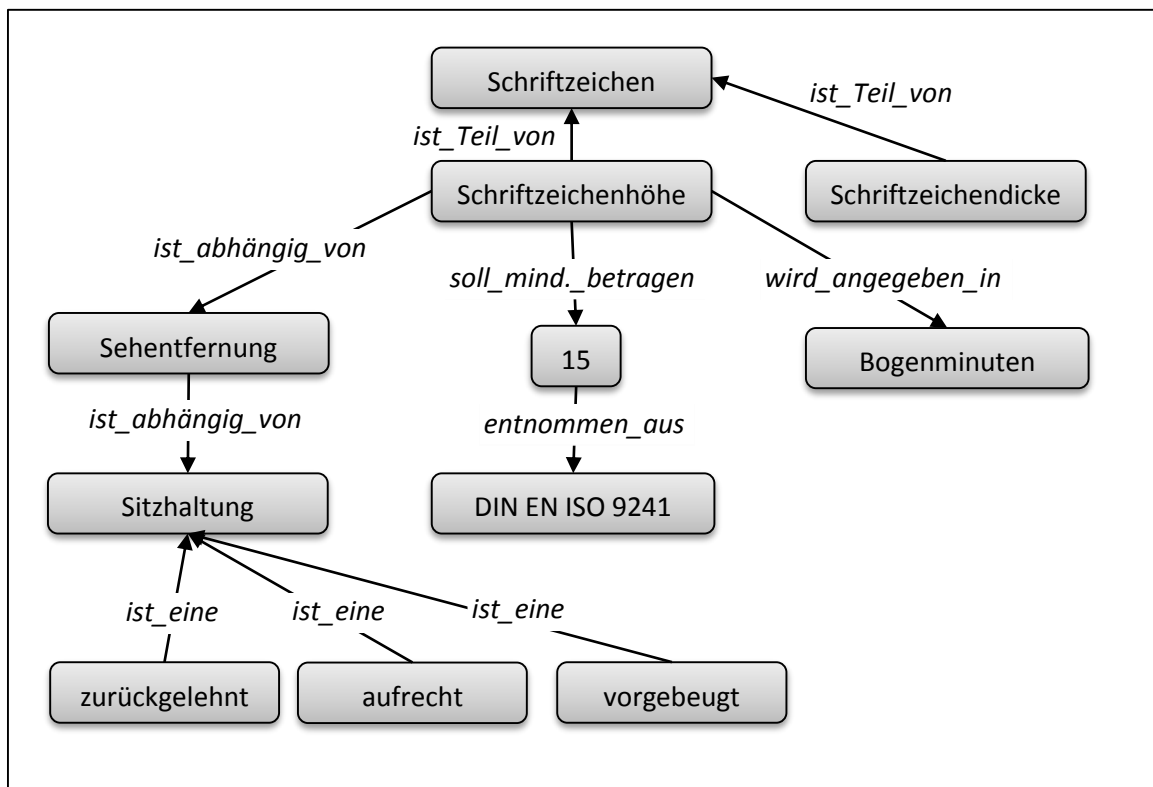 Schriftzeichen
ist_Teil_von
ist_Teil_von
Schriftzeichenhöhe
Schriftzeichendicke
ist_abhängig_von
soll_mind._betragen
wird_angegeben_in
Sehentfernung
15
Bogenminuten
ist_abhängig_von
entnommen_aus
Sitzhaltung
DIN EN ISO 9241
ist_eine
ist_eine
ist_eine
zurückgelehnt
aufrecht
vorgebeugt